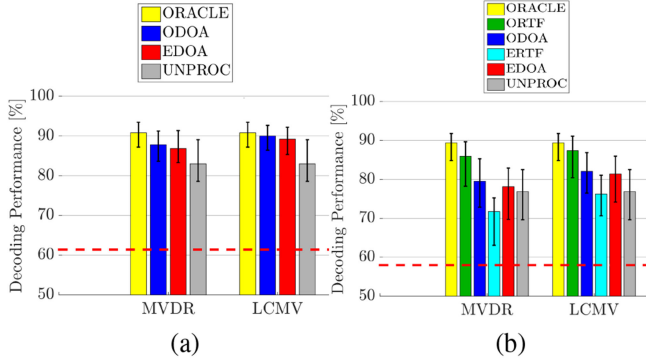 ORACLE
ODOA
EDOA
UNPROC
Decoding Performance [%]
100
90
80
70
60
50
MVDR
LCMV
(a)
ORACLE
ORTF
ODOA
ERTF
EDOA
UNPROC
Decoding Performance [%]
100
90
80
70
60
50
MVDR
LCMV
(b)